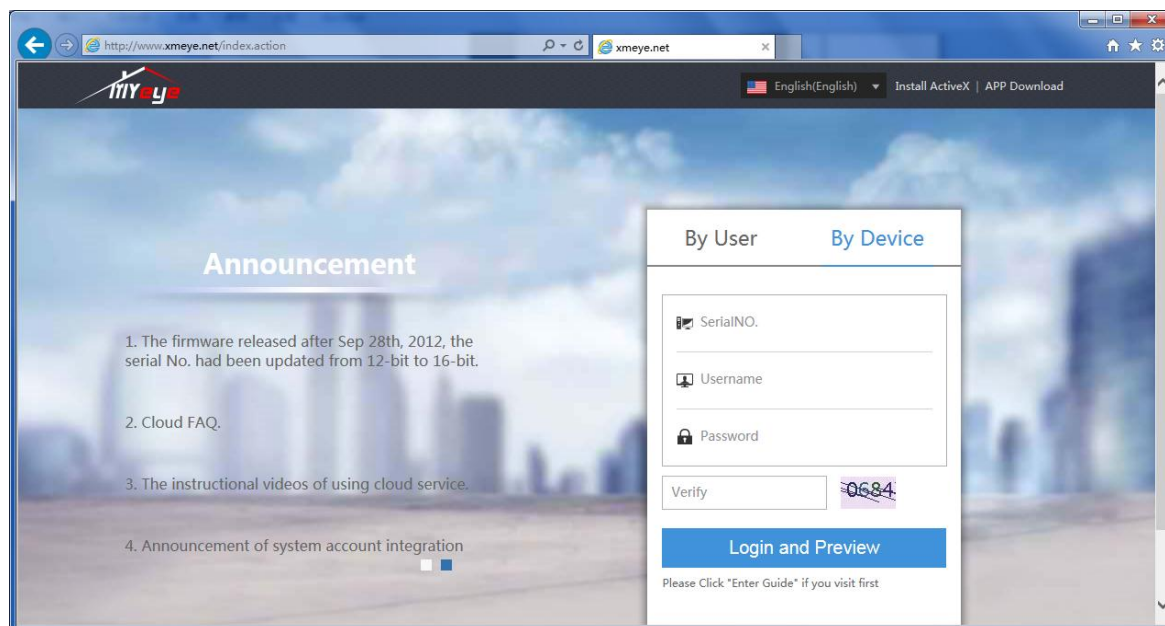 http://www.xmeye.net/index.action
xmeye.net
MYeye
English(English)
Install ActiveX | APP Download
Announcement
1. The firmware released after Sep 28th, 2012, the
serial No. had been updated from 12-bit to 16-bit.
2. Cloud FAQ.
3. The instructional videos of using cloud service.
4. Announcement of system account integration
By User
By Device
SerialNO.
Username
Password
Verify
0684
Login and Preview
Please Click "Enter Guide" if you visit first